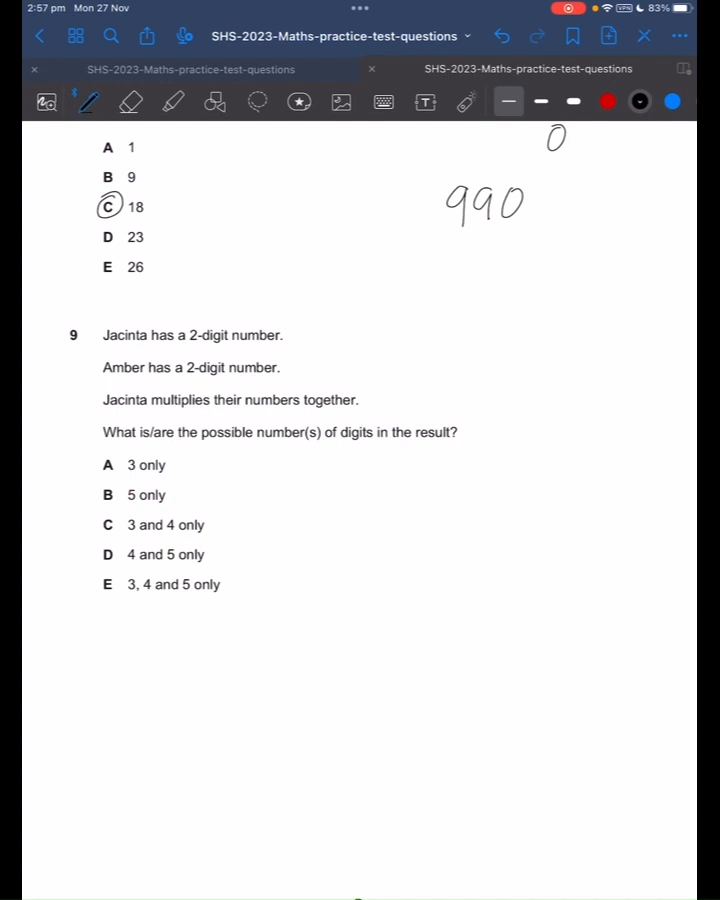 2:57 pm Mon 27 Nov
VPN 83%
SHS-2023-Maths-practice-test-questions
SHS-2023-Maths-practice-test-questions
SHS-2023-Maths-practice-test-questions
T
0
A 1
B 9
C 18
990
D 23
E 26
9 Jacinta has a 2-digit number.
Amber has a 2-digit number.
Jacinta multiplies their numbers together.
What is/are the possible number(s) of digits in the result?
A 3 only
B 5 only
C 3 and 4 only
D 4 and 5 only
E 3, 4 and 5 only